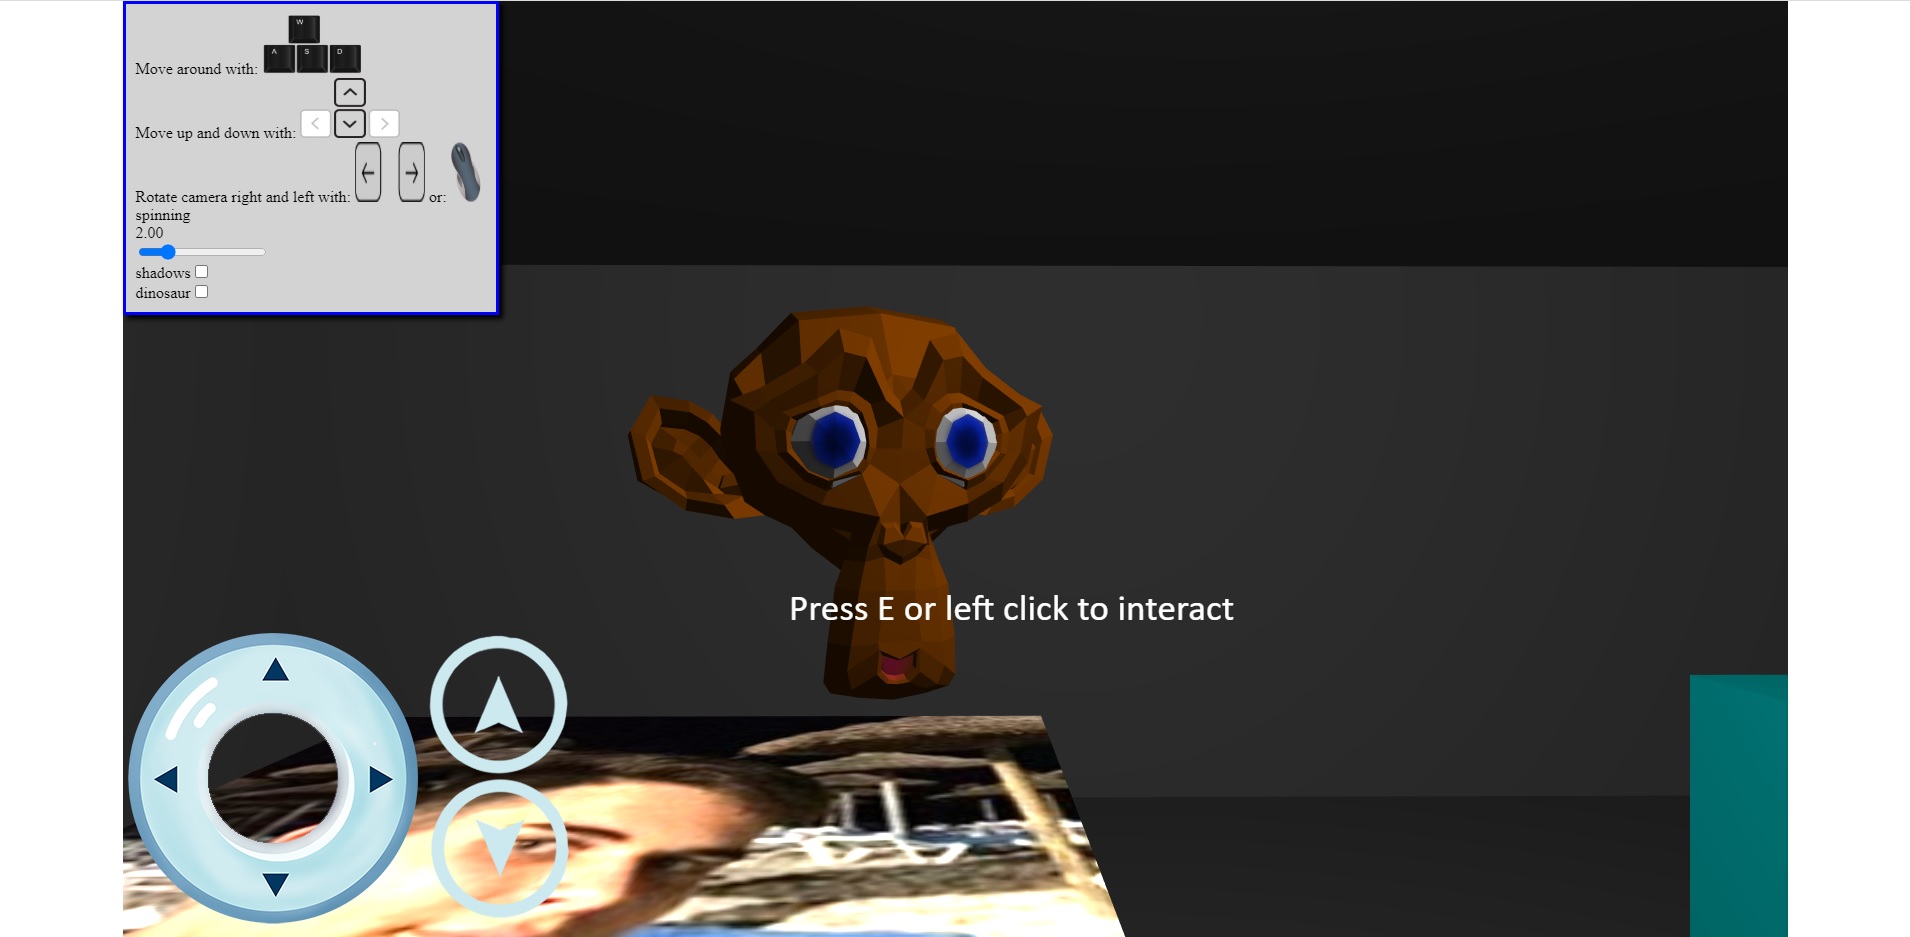 W
A S D
Move around with:
Move up and down with:
Rotate camera right and left with: or:
spinning
2.00
shadows
dinosaur
Press E or left click to interact